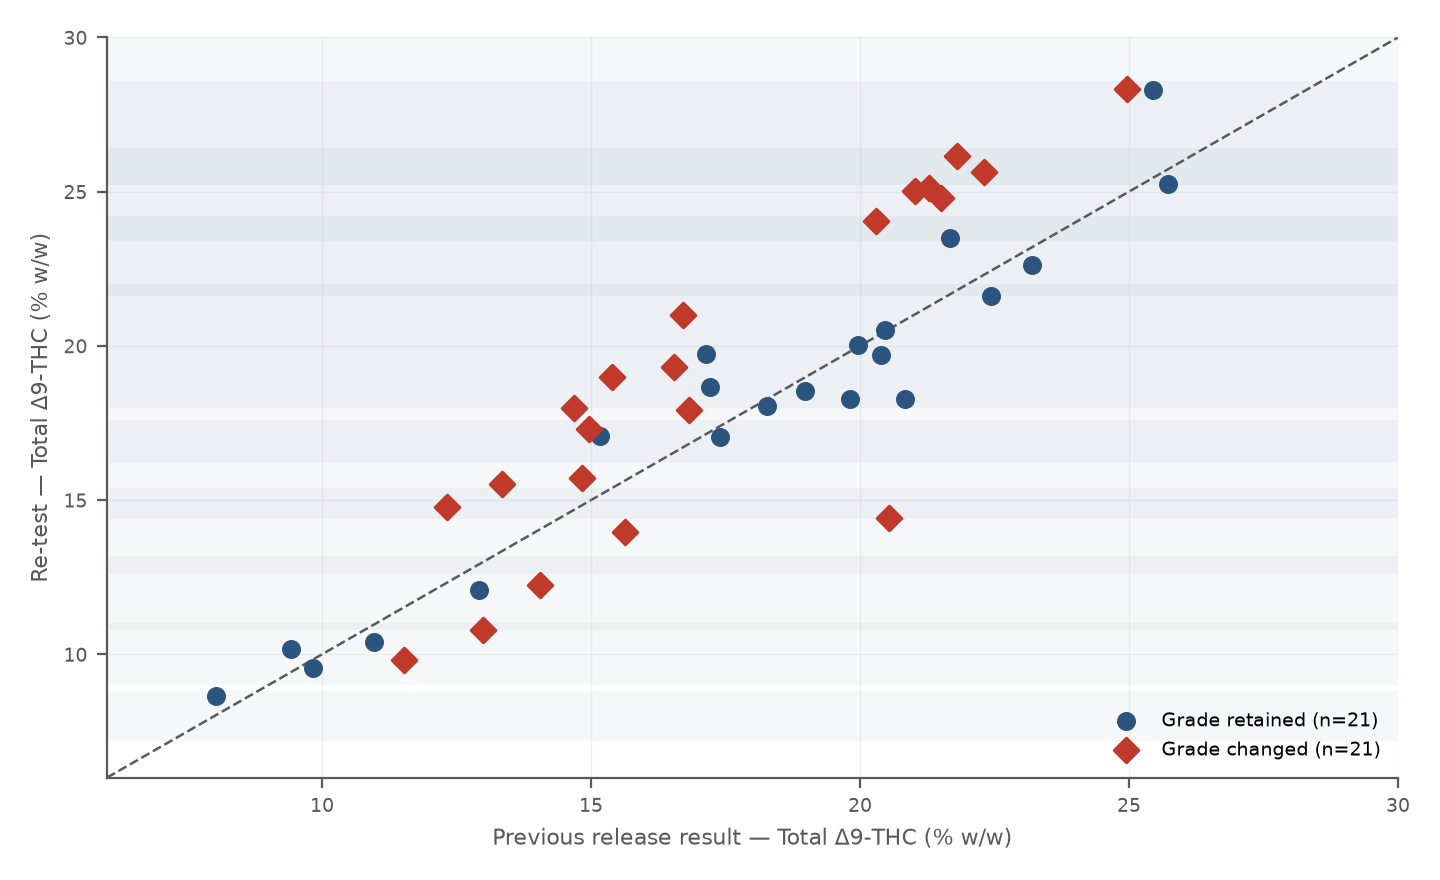 30
25
20
15
10
Re-test — Total Δ9-THC (% w/w)
Grade retained (n=21)
Grade changed (n=21)
10
15
20
25
30
Previous release result — Total Δ9-THC (% w/w)